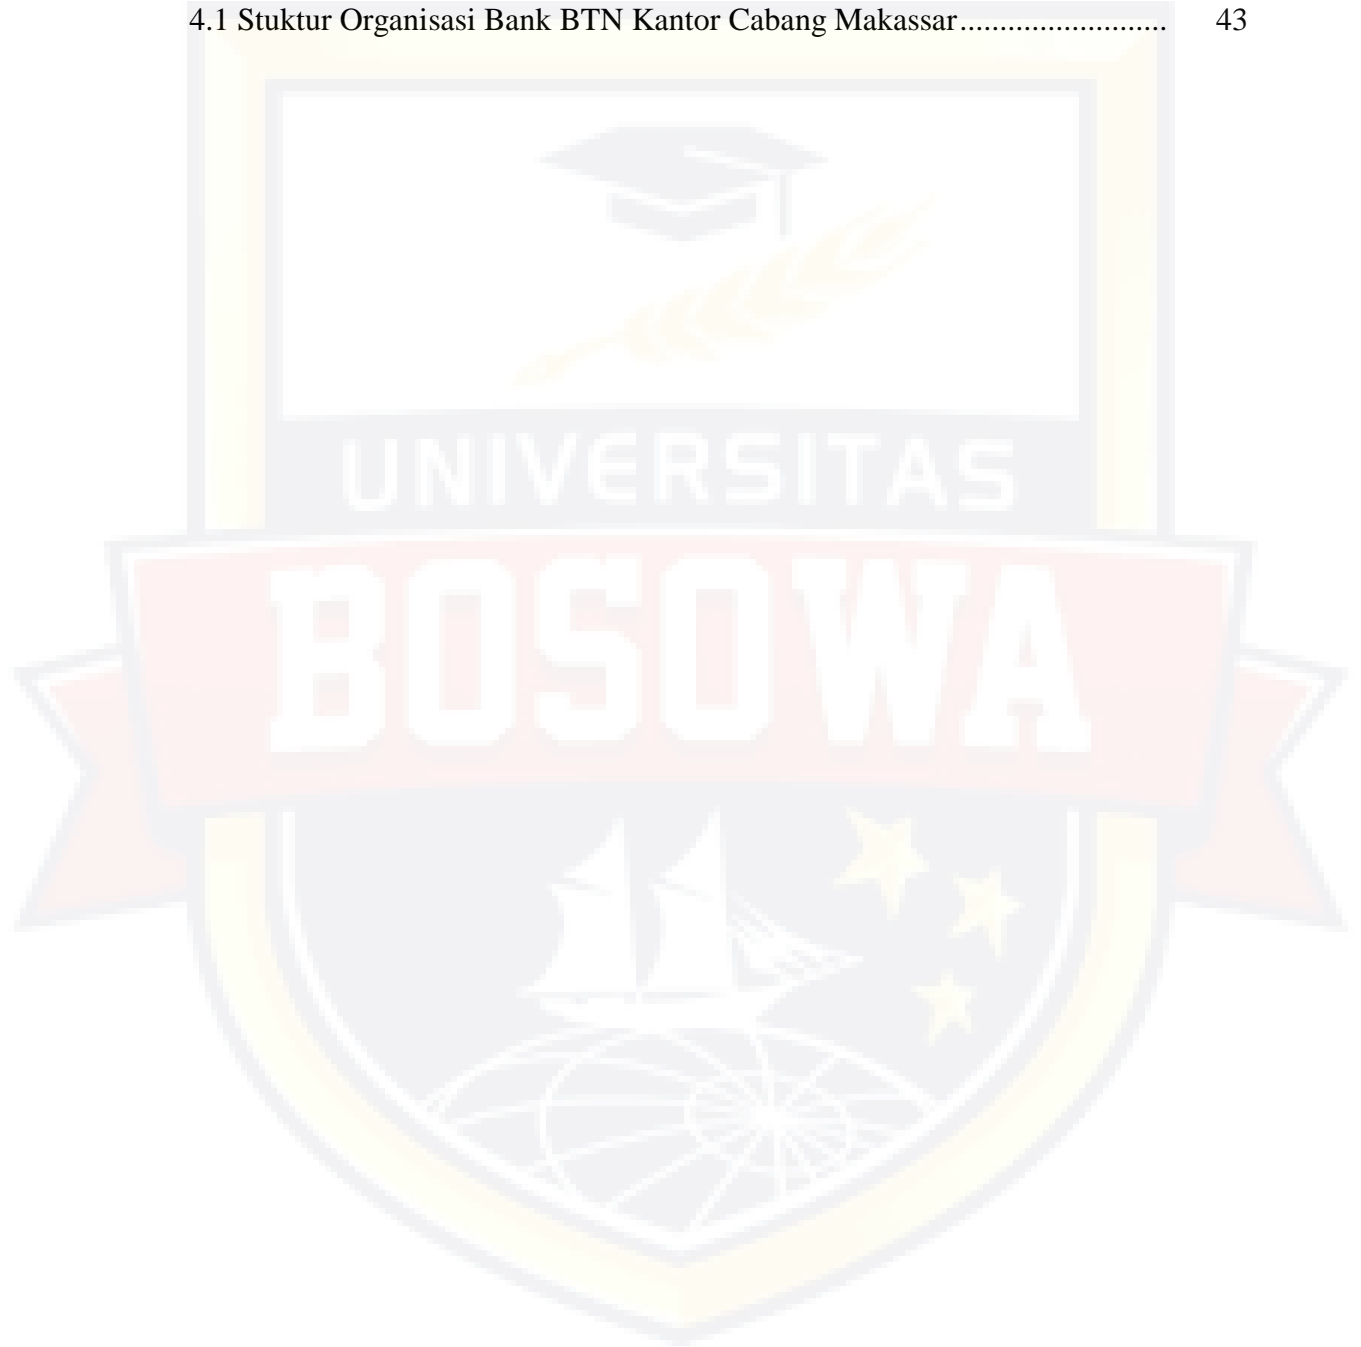 4.1 Stuktur Organisasi Bank BTN Kantor Cabang Makassar.......................... 43
UNIVERSITAS
BOSOWA